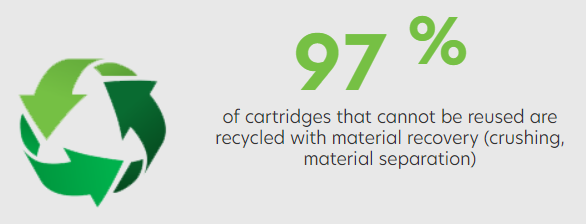 97 %
of cartridges that cannot be reused are
recycled with material recovery (crushing,
material separation)